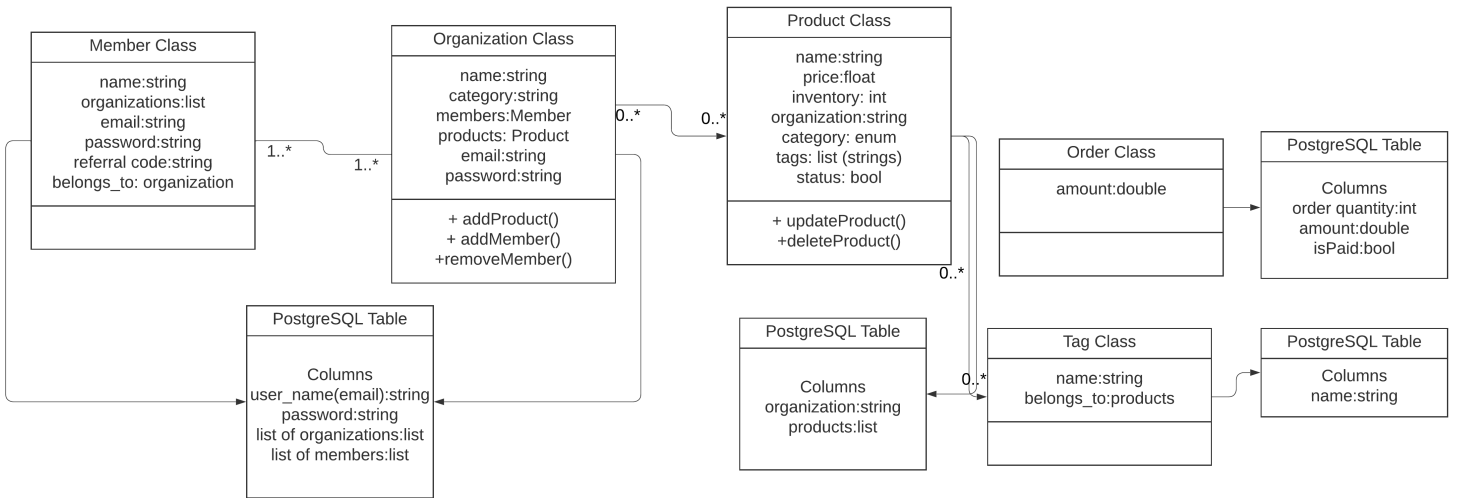 Member Class
name:string
organizations:list
email:string
password:string
referral code:string
belongs_to: organization
1..*
1..*
Organization Class
name:string
category:string
members:Member
products: Product
email:string
password:string
+ addProduct()
+ addMember()
+removeMember()
0..*
0..*
Product Class
name:string
price:float
inventory: int
organization:string
category: enum
tags: list (strings)
status: bool
+ updateProduct()
+deleteProduct()
0..*
0..*
Order Class
amount:double
PostgreSQL Table
Columns
order quantity:int
amount:double
isPaid:bool
PostgreSQL Table
Columns
user_name(email):string
password:string
list of organizations:list
list of members:list
PostgreSQL Table
Columns
organization:string
products:list
Tag Class
name:string
belongs_to:products
PostgreSQL Table
Columns
name:string